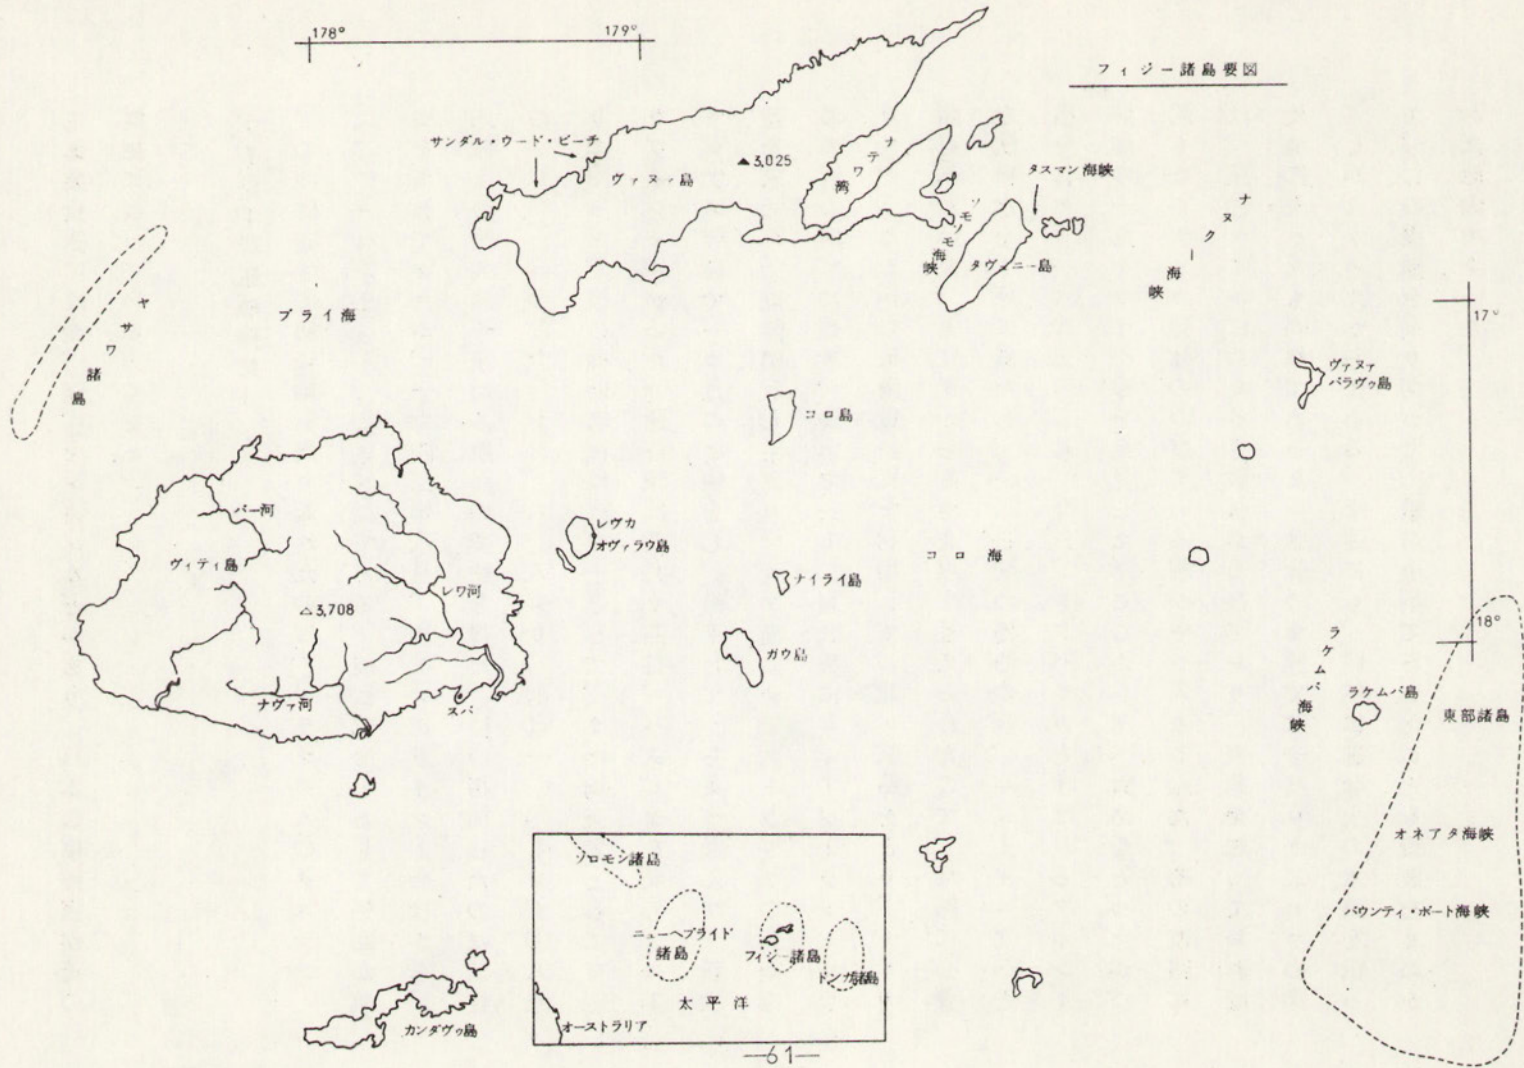 178°
179°
フィジー諸島要図
サンダル・ウード・ビーチ
ヴァヌァ島
▲3,025
ナテワ湾
タスマン海峡
ソモソモ海峡
タヴュニー島
ナヌクー海峡
ヤサワ諸島
ブライ海
17°
ヴァヌァ
バラヴゥ島
コロ島
バー河
レヴカ
オヴァラウ島
コロ海
ヴィティ島
レワ河
ナイライ島
△3,708
18°
ガウ島
ラケムバ海峡
ラケムバ島
ナヴァ河
スバ
東部諸島
オネアタ海峡
バウンティ・ボート海峡
ソロモン諸島
ニューヘブライド
諸島
フィジー諸島
トンガ諸島
太平洋
オーストラリア
カンダヴゥ島
—61—